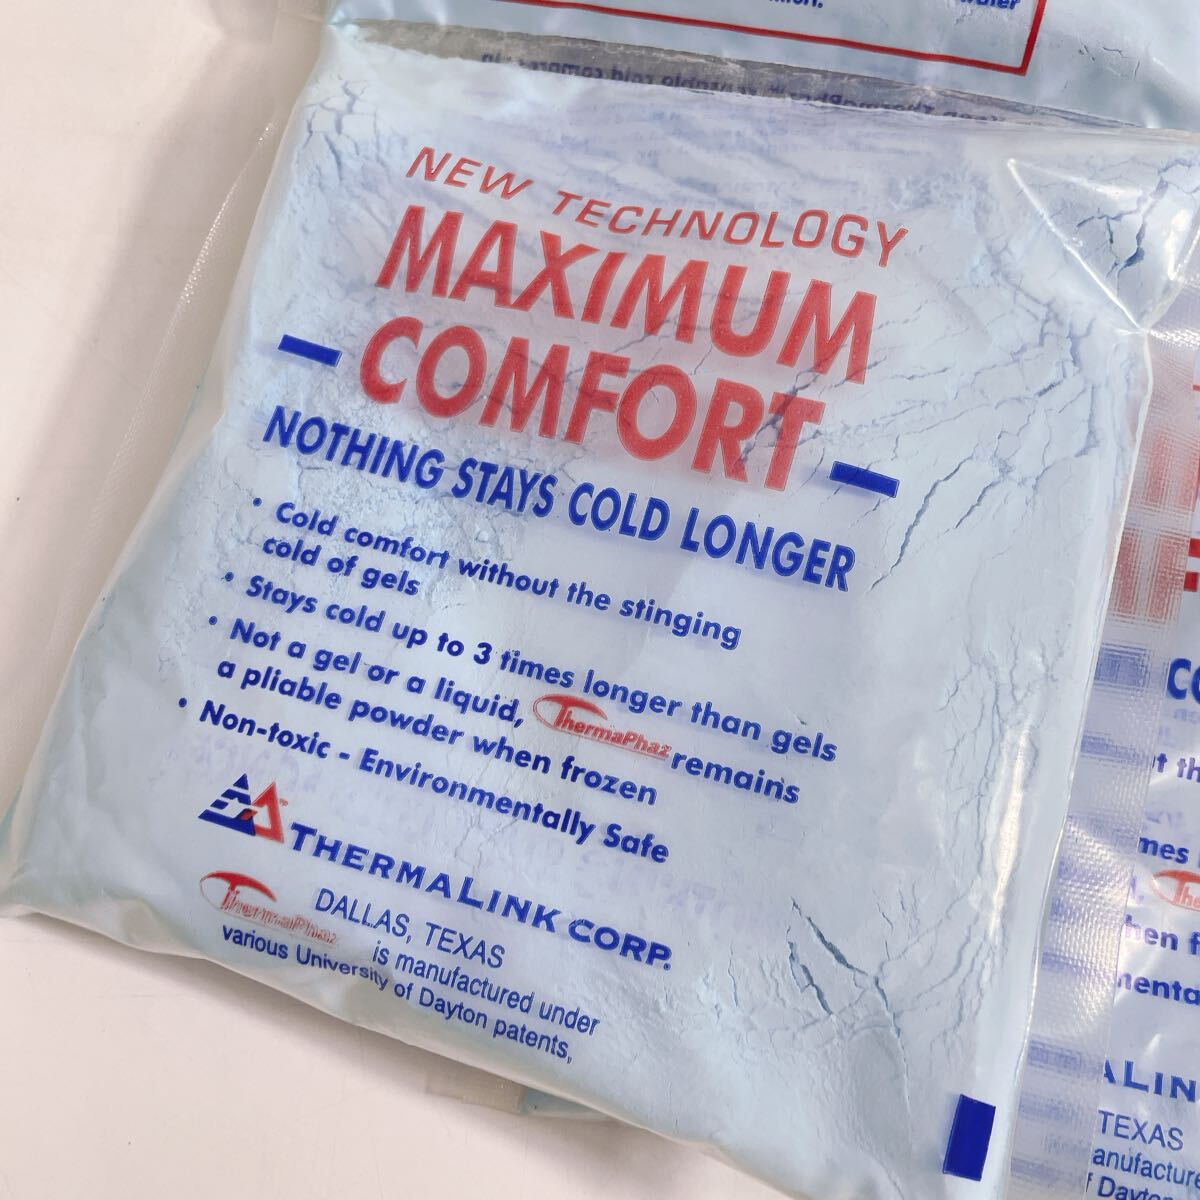 water
NEW TECHNOLOGY
MAXIMUM
– COMFORT –
NOTHING STAYS COLD LONGER
• Cold comfort without the stinging
cold of gels
• Stays cold up to 3 times longer than gels
• Not a gel or a liquid, ThermaPhaz remains
a pliable powder when frozen
• Non-toxic - Environmentally Safe
THERMALINK CORP.
DALLAS, TEXAS
ThermaPhaz is manufactured under
various University of Dayton patents,
TEXAS